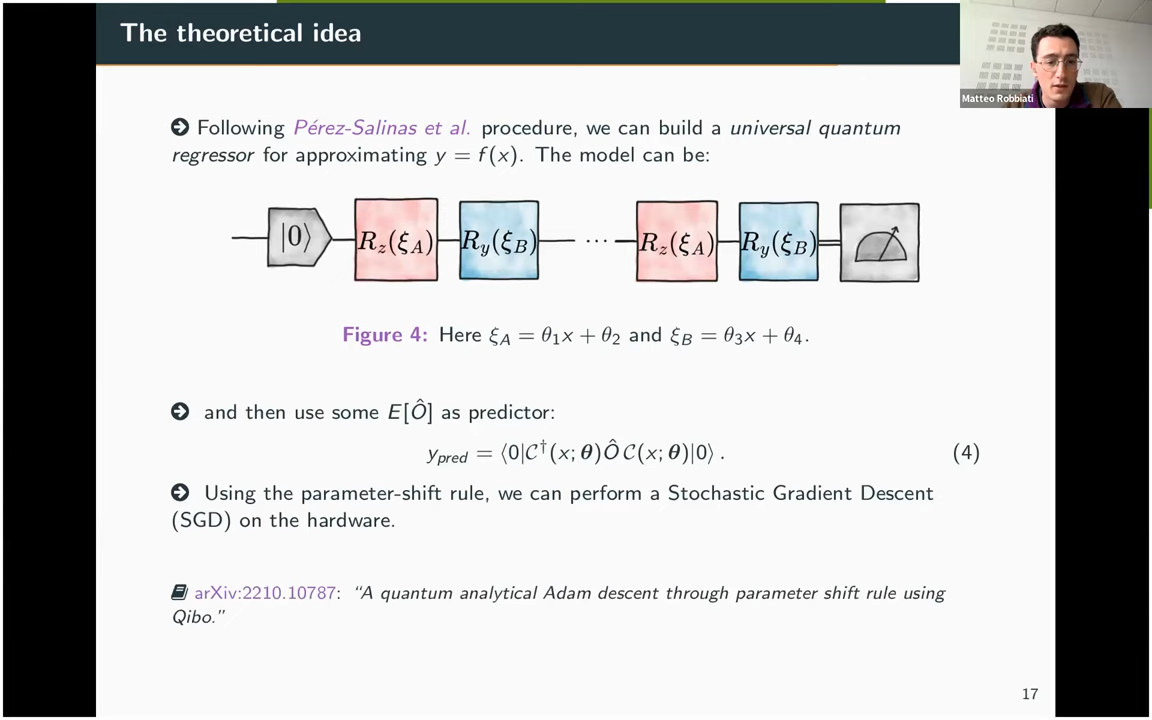 The theoretical idea
Matteo Robbiati
Following Pérez-Salinas et al. procedure, we can build a universal quantum
regressor for approximating y = f(x). The model can be:
|0⟩ R_z(ξ_A) R_y(ξ_B) ··· R_z(ξ_A) R_y(ξ_B)
Figure 4: Here ξ_A = θ₁x + θ₂ and ξ_B = θ₃x + θ₄.
and then use some E[Ô] as predictor:
y_pred = ⟨0|𝒞†(x; θ)Ô 𝒞(x; θ)|0⟩ . (4)
Using the parameter-shift rule, we can perform a Stochastic Gradient Descent
(SGD) on the hardware.
arXiv:2210.10787: “A quantum analytical Adam descent through parameter shift rule using
Qibo.”
17